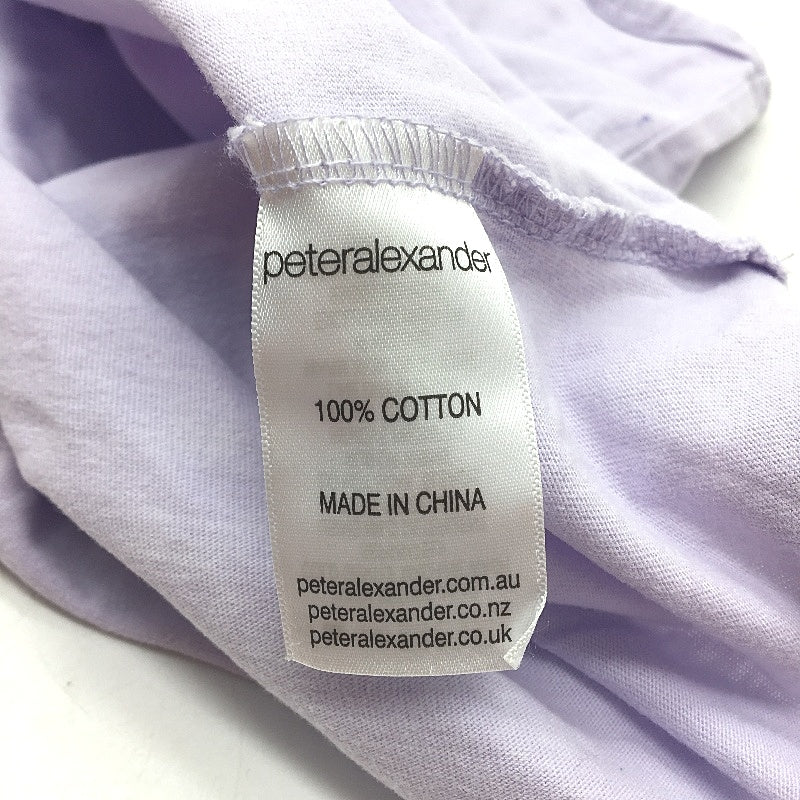 peteralexander
100% COTTON
MADE IN CHINA
peteralexander.com.au
peteralexander.co.nz
peteralexander.co.uk